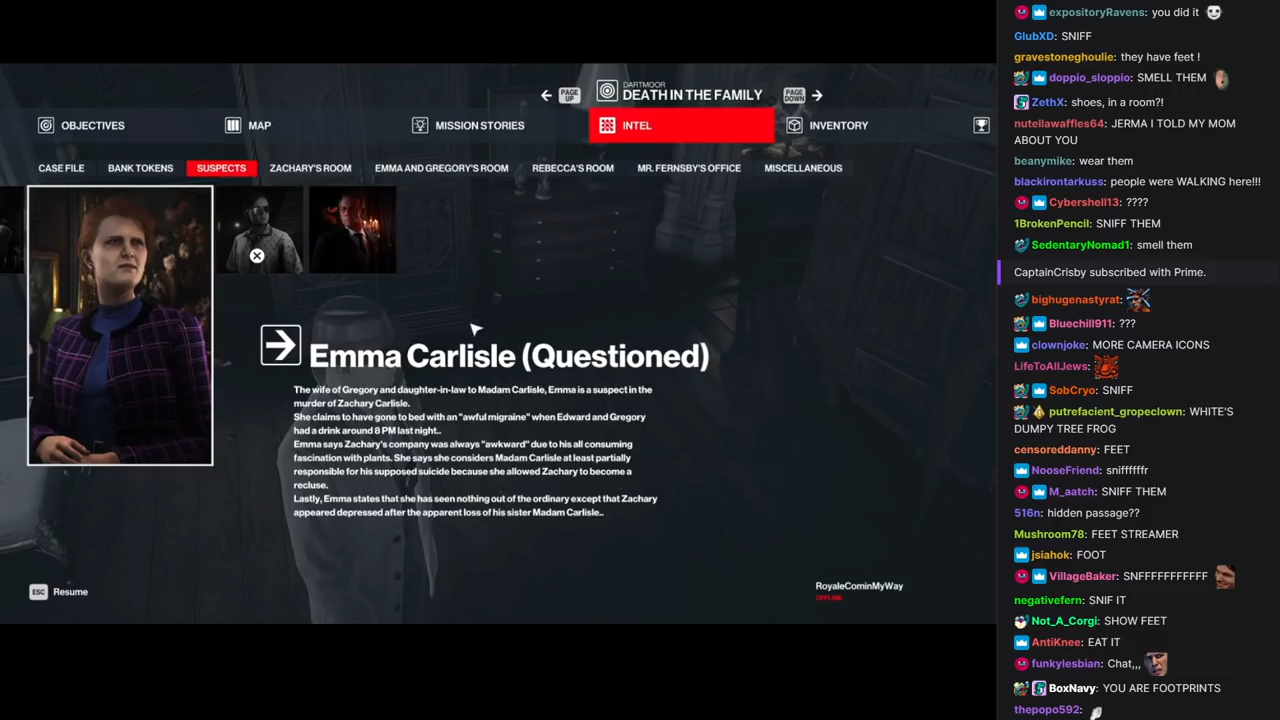 DARTMOOR
DEATH IN THE FAMILY
PAGE UP
PAGE DOWN
OBJECTIVES
MAP
MISSION STORIES
INTEL
INVENTORY
CASE FILE
BANK TOKENS
SUSPECTS
ZACHARY'S ROOM
EMMA AND GREGORY'S ROOM
REBECCA'S ROOM
MR. FERNSBY'S OFFICE
MISCELLANEOUS
Emma Carlisle (Questioned)
The wife of Gregory and daughter-in-law to Madam Carlisle, Emma is a suspect in the
murder of Zachary Carlisle.
She claims to have gone to bed with an "awful migraine" when Edward and Gregory
had a drink around 8 PM last night..
Emma says Zachary's company was always "awkward" due to his all consuming
fascination with plants. She says she considers Madam Carlisle at least partially
responsible for his supposed suicide because she allowed Zachary to become a
recluse.
Lastly, Emma states that she has seen nothing out of the ordinary except that Zachary
appeared depressed after the apparent loss of his sister Madam Carlisle..
ESC Resume
RoyaleCominMyWay
OFFLINE
expositoryRavens: you did it
GlubXD: SNIFF
gravestoneghoulie: they have feet !
doppio_sloppio: SMELL THEM
ZethX: shoes, in a room?!
nutellawaffles64: JERMA I TOLD MY MOM
ABOUT YOU
beanymike: wear them
blackirontarkuss: people were WALKING here!!!
Cybershell13: ????
1BrokenPencil: SNIFF THEM
SedentaryNomad1: smell them
CaptainCrisby subscribed with Prime.
bighugenastyrat:
Bluechill911: ???
clownjoke: MORE CAMERA ICONS
LifeToAllJews:
SobCryo: SNIFF
putrefacient_gropeclown: WHITE'S
DUMPY TREE FROG
censoreddanny: FEET
NooseFriend: sniffffffr
M_aatch: SNIFF THEM
516n: hidden passage??
Mushroom78: FEET STREAMER
jsiahok: FOOT
VillageBaker: SNFFFFFFFFFF
negativefern: SNIF IT
Not_A_Corgi: SHOW FEET
AntiKnee: EAT IT
funkylesbian: Chat,,,
BoxNavy: YOU ARE FOOTPRINTS
thepopo592: